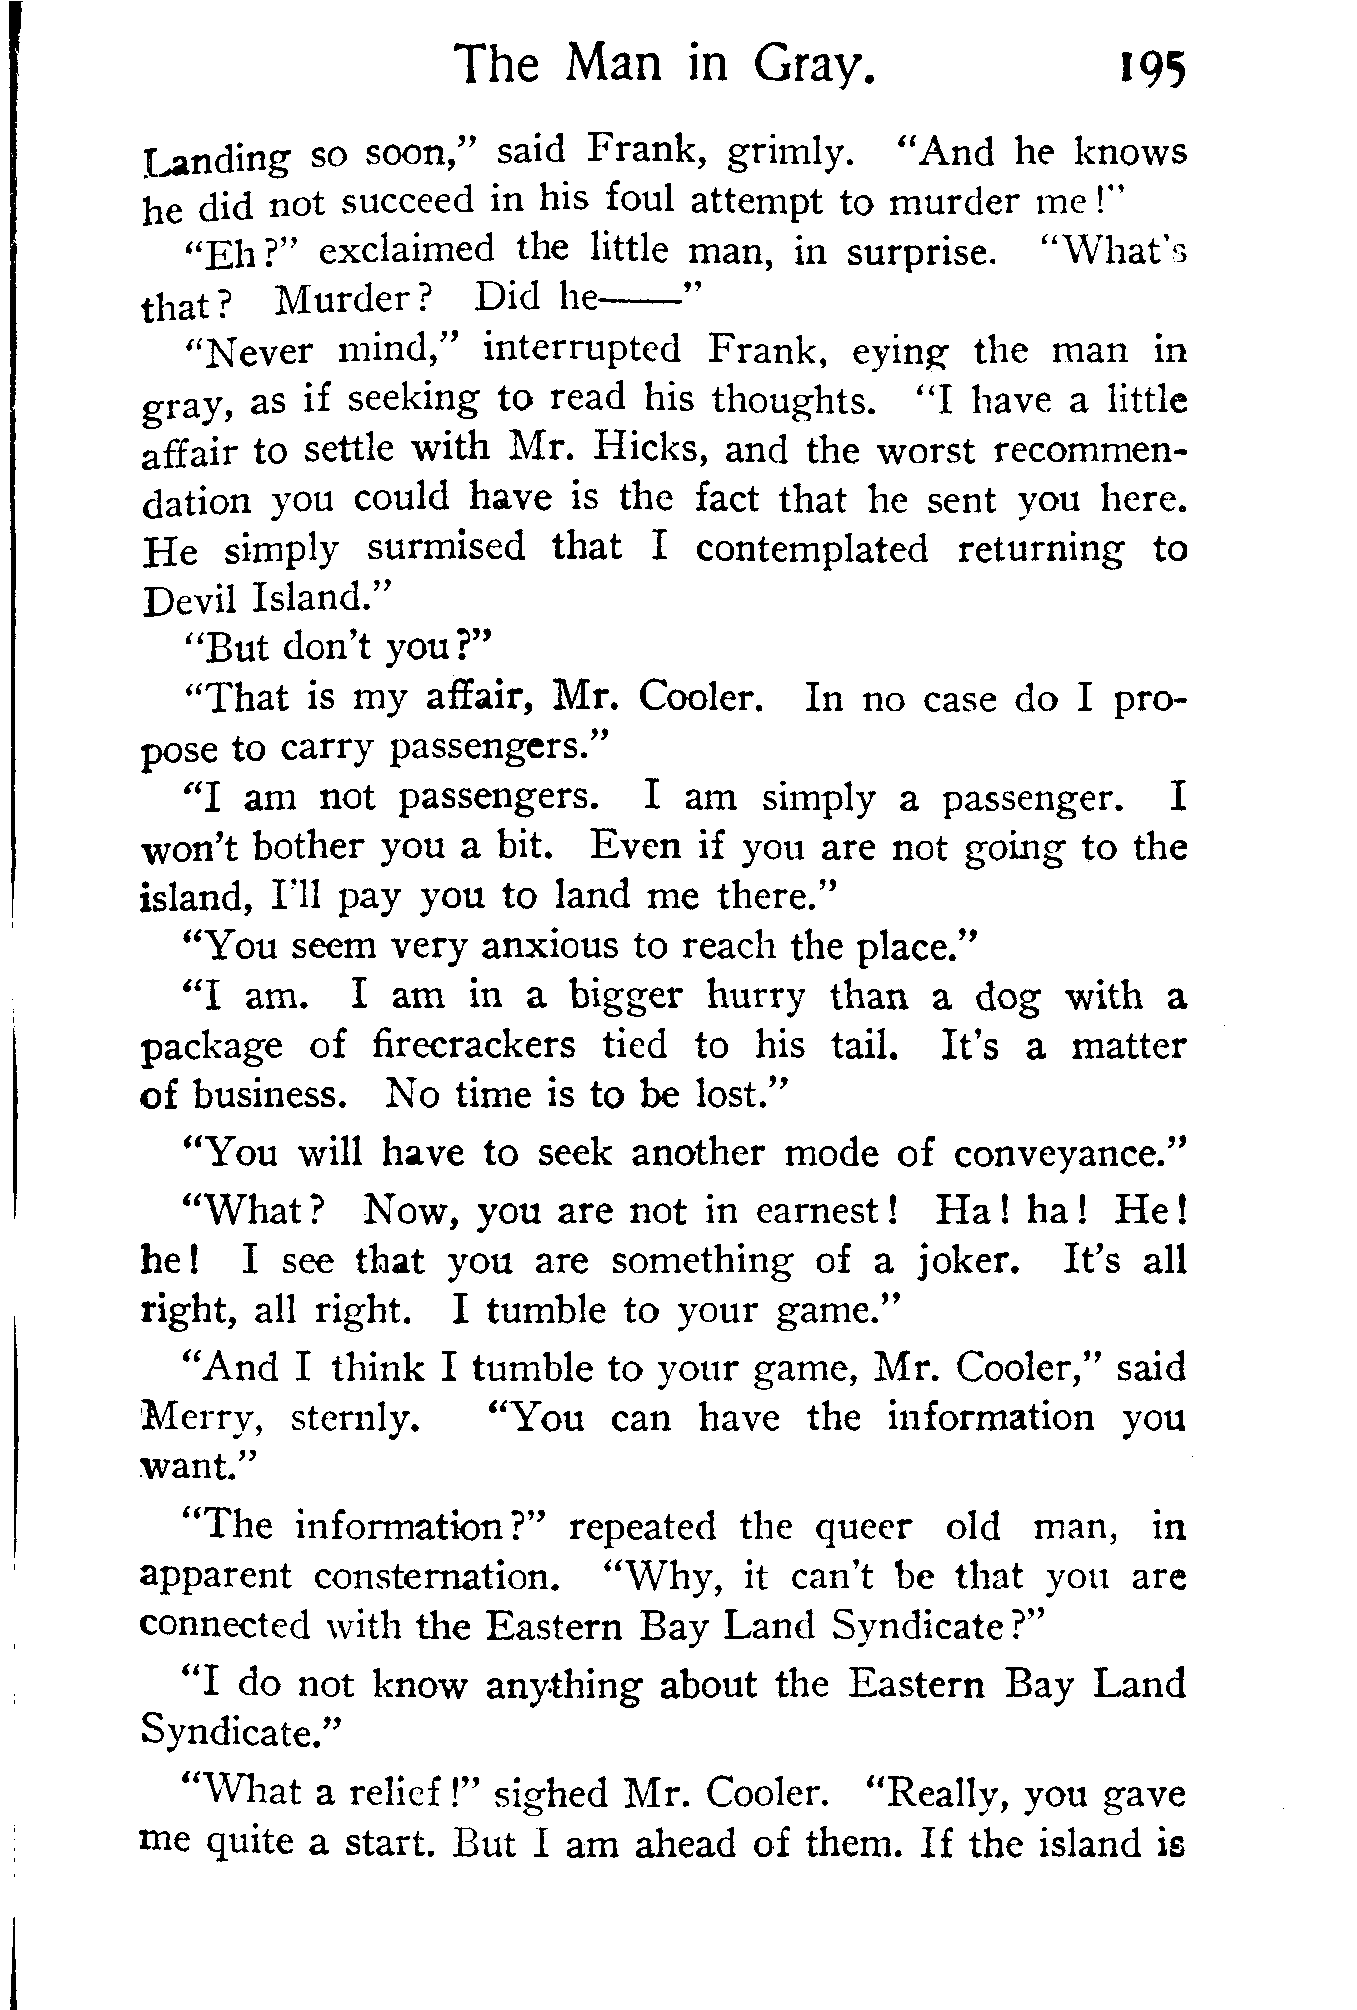 The Man in Gray. 195
Landing so soon,” said Frank, grimly. “And he knows
he did not succeed in his foul attempt to murder me!”
“Eh?” exclaimed the little man, in surprise. “What's
that? Murder? Did he——”
“Never mind,” interrupted Frank, eying the man in
gray, as if seeking to read his thoughts. “I have a little
affair to settle with Mr. Hicks, and the worst recommen-
dation you could have is the fact that he sent you here.
He simply surmised that I contemplated returning to
Devil Island.”
“But don't you?”
“That is my affair, Mr. Cooler. In no case do I pro-
pose to carry passengers.”
“I am not passengers. I am simply a passenger. I
won't bother you a bit. Even if you are not going to the
island, I'll pay you to land me there.”
“You seem very anxious to reach the place.”
“I am. I am in a bigger hurry than a dog with a
package of firecrackers tied to his tail. It's a matter
of business. No time is to be lost.”
“You will have to seek another mode of conveyance.”
“What? Now, you are not in earnest! Ha! ha! He!
he! I see that you are something of a joker. It's all
right, all right. I tumble to your game.”
“And I think I tumble to your game, Mr. Cooler,” said
Merry, sternly. “You can have the information you
want.”
“The information?” repeated the queer old man, in
apparent consternation. “Why, it can't be that you are
connected with the Eastern Bay Land Syndicate?”
“I do not know anything about the Eastern Bay Land
Syndicate.”
“What a relief!” sighed Mr. Cooler. “Really, you gave
me quite a start. But I am ahead of them. If the island is